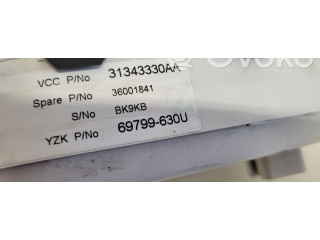 VCC P/No 31343330AA
Spare P/No 36001841
S/No BK9KB
YZK P/No 69799-630U